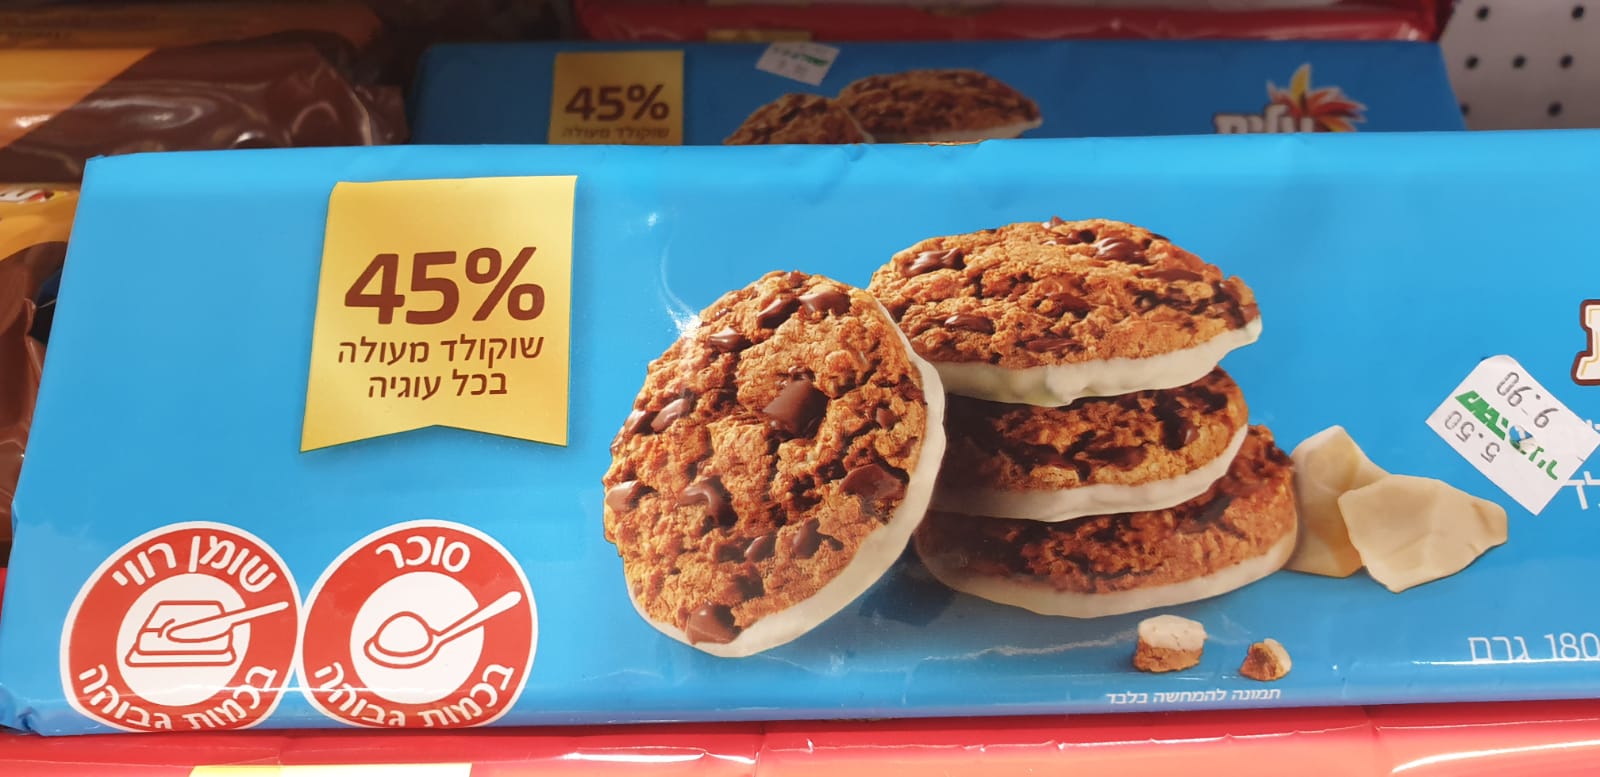 45%
שוקולד מעולה
עלית
45%
שוקולד מעולה
בכל עוגיה
9.90
5.50
שומן רווי
בכמות גבוהה
סוכר
בכמות גבוהה
180 גרם
תמונה להמחשה בלבד